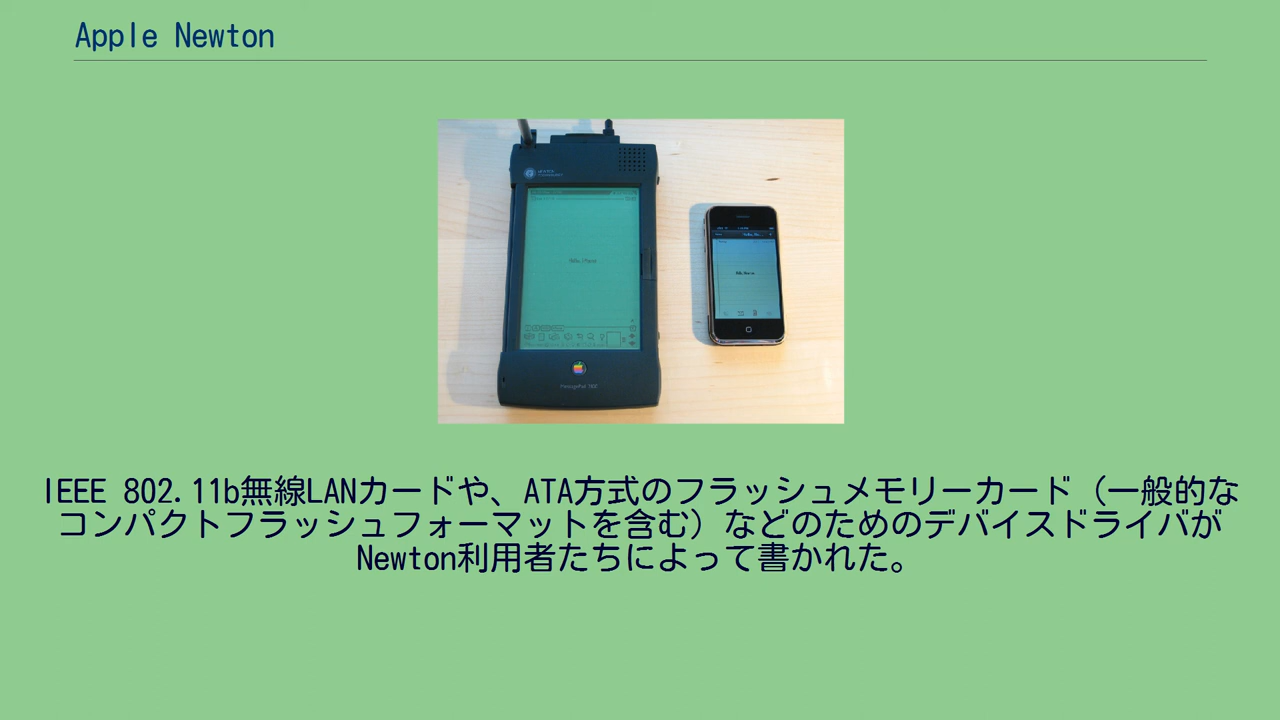 Apple Newton
IEEE 802.11b無線LANカードや、ATA方式のフラッシュメモリーカード（一般的な
コンパクトフラッシュフォーマットを含む）などのためのデバイスドライバが
Newton利用者たちによって書かれた。